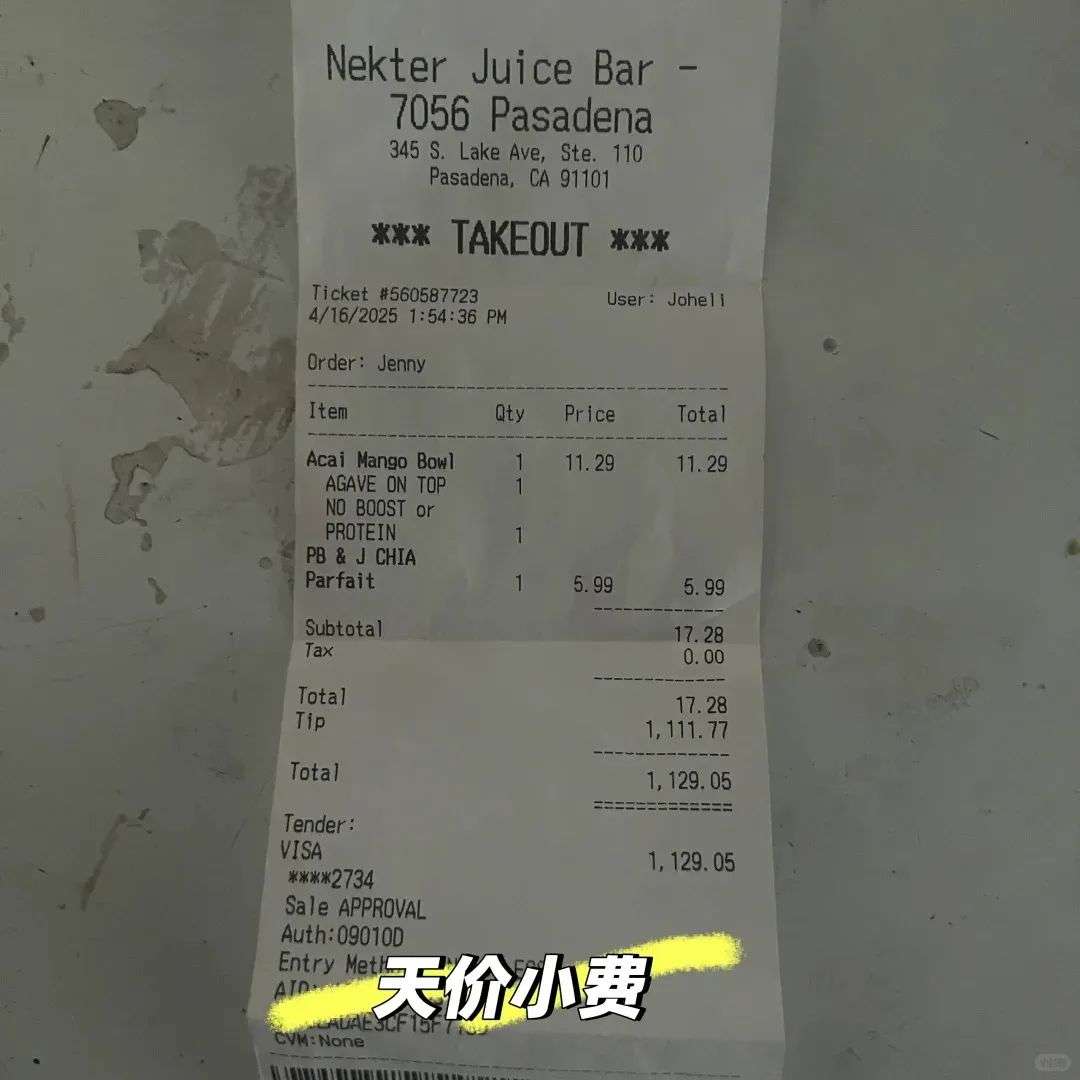 Nekter Juice Bar -
7056 Pasadena
345 S. Lake Ave, Ste. 110
Pasadena, CA 91101
*** TAKEOUT ***
Ticket #560587723 User: Joheli
4/16/2025 1:54:36 PM
Order: Jenny
Item Qty Price Total
Acai Mango Bowl 1 11.29 11.29
AGAVE ON TOP 1
NO BOOST or
PROTEIN 1
PB & J CHIA
Parfait 1 5.99 5.99
Subtotal 17.28
Tax 0.00
Total 17.28
Tip 1,111.77
Total 1,129.05
Tender:
VISA 1,129.05
****2734
Sale APPROVAL
Auth:09010D
Entry
天价小费
CVM:None